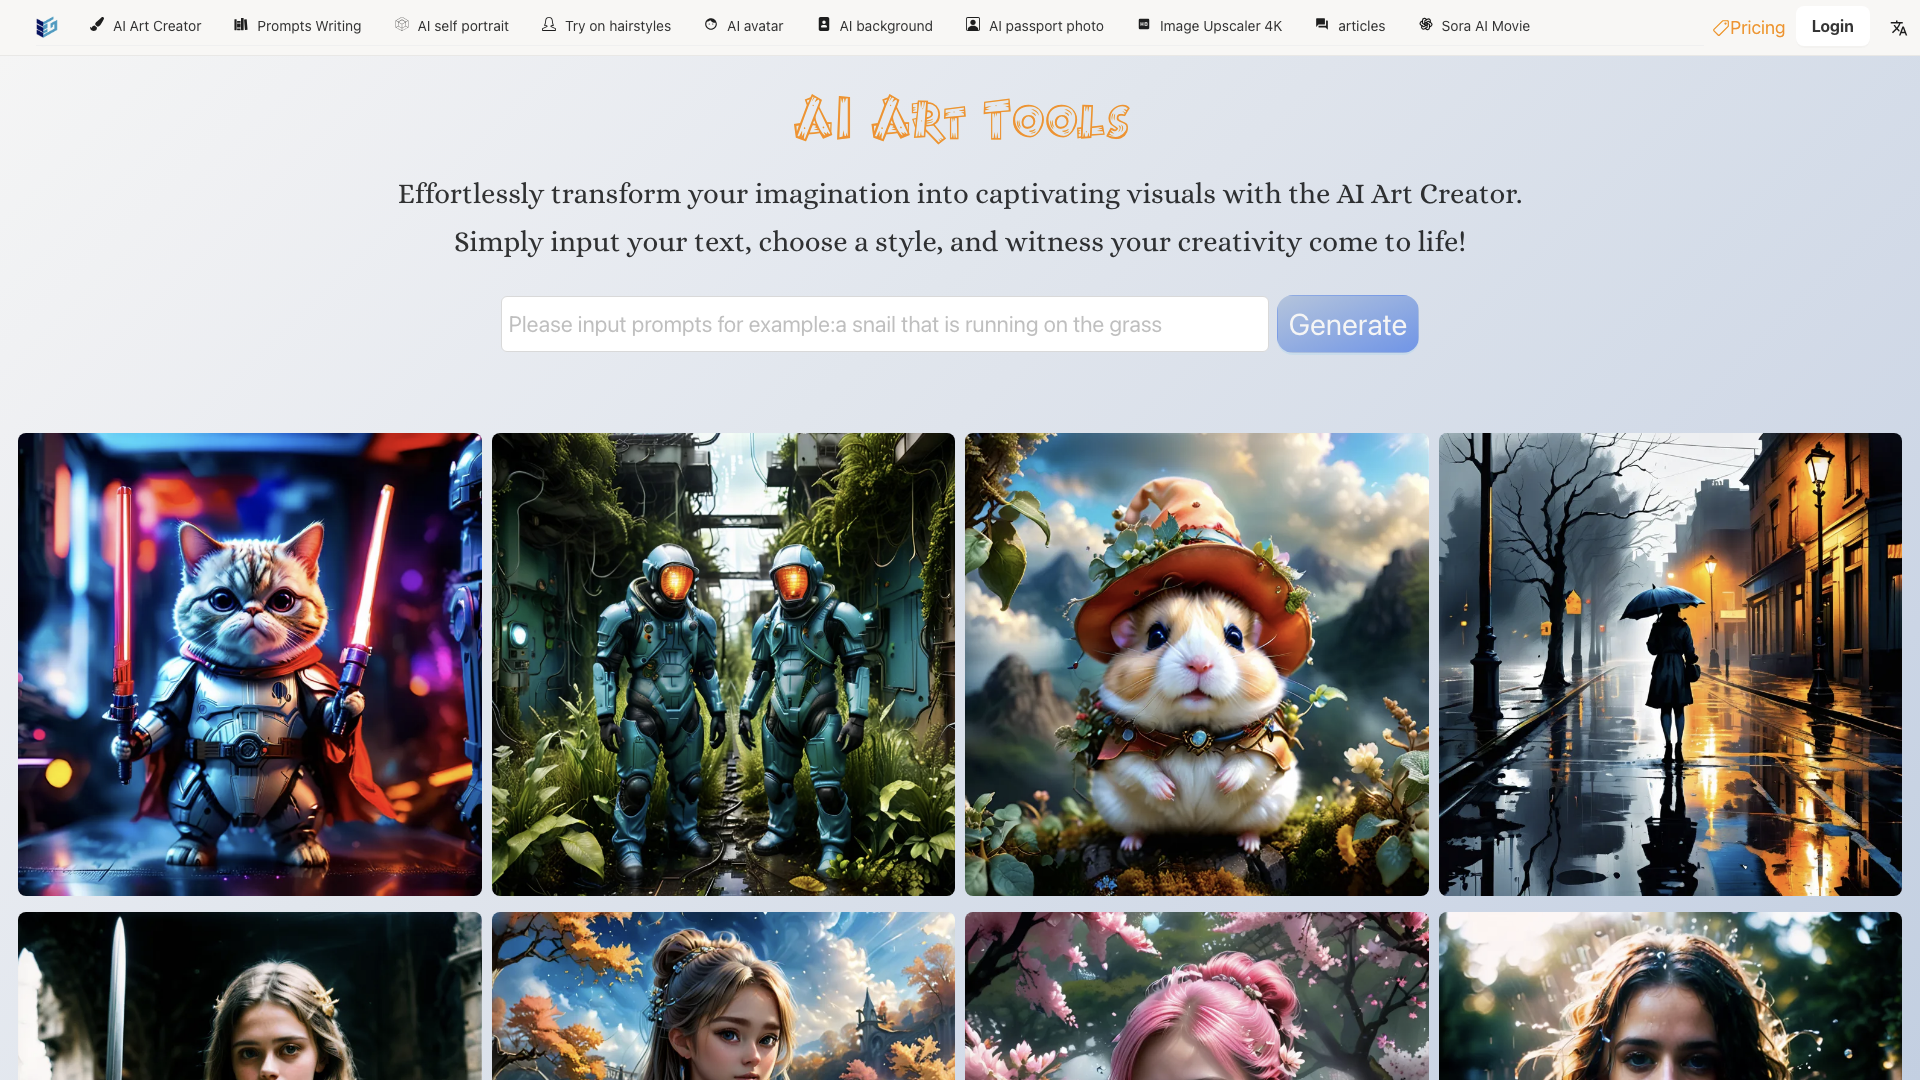 AI Art Creator
Prompts Writing
AI self portrait
Try on hairstyles
AI avatar
AI background
AI passport photo
Image Upscaler 4K
articles
Sora AI Movie
Pricing
Login
AI Art Tools
Effortlessly transform your imagination into captivating visuals with the AI Art Creator.
Simply input your text, choose a style, and witness your creativity come to life!
Please input prompts for example:a snail that is running on the grass
Generate